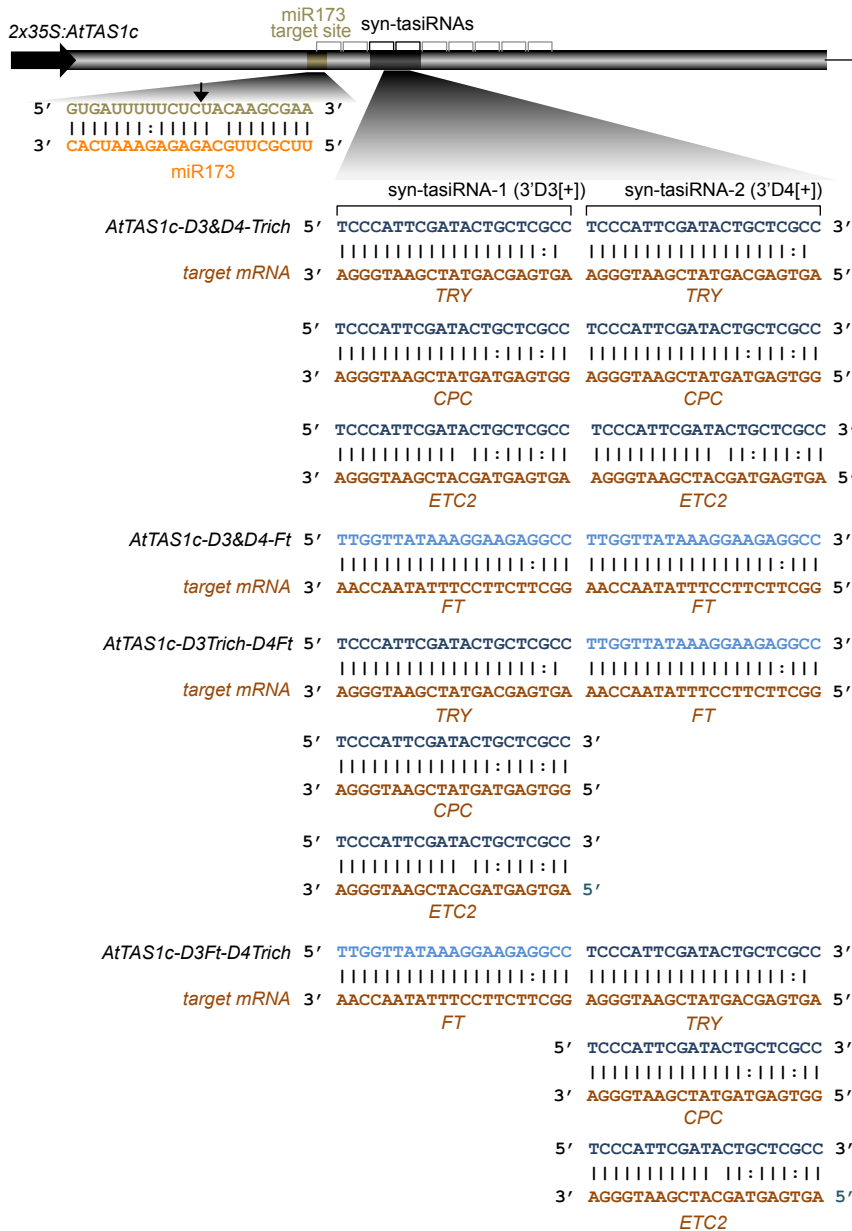 2x35S:AtTAS1c
miR173 target site
syn-tasiRNAs
5’ GUGAUUUUUCUCUACAAGCGAA 3’
| | | | | | | : | | | | |   | | | | | | | |
3’ CACUAAAGAGAGACGUUCGCUU 5’
miR173
syn-tasiRNA-1 (3’D3[+]) syn-tasiRNA-2 (3’D4[+])
AtTAS1c-D3&D4-Trich 5’ TCCCATTCGATACTGCTCGCC TCCCATTCGATACTGCTCGCC 3’
| | | | | | | | | | | | | | | | | | : | | | | | | | | | | | | | | | | | | | : |
target mRNA 3’ AGGGTAAGCTATGACGAGTGA AGGGTAAGCTATGACGAGTGA 5’
TRY TRY
5’ TCCCATTCGATACTGCTCGCC TCCCATTCGATACTGCTCGCC 3’
| | | | | | | | | | | | | | : | | | : | | | | | | | | | | | | | | | | : | | | : | |
3’ AGGGTAAGCTATGATGAGTGG AGGGTAAGCTATGATGAGTGG 5’
CPC CPC
5’ TCCCATTCGATACTGCTCGCC TCCCATTCGATACTGCTCGCC 3’
| | | | | | | | | | |   | | : | | | : | | | | | | | | | | | | |   | | : | | | : | |
3’ AGGGTAAGCTACGATGAGTGA AGGGTAAGCTACGATGAGTGA 5’
ETC2 ETC2
AtTAS1c-D3&D4-Ft 5’ TTGGTTATAAAGGAAGAGGCC TTGGTTATAAAGGAAGAGGCC 3’
| | | | | | | | | | | | | | | | | : | | | | | | | | | | | | | | | | | | | | : | | |
target mRNA 3’ AACCAATATTTCCTTCTTCGG AACCAATATTTCCTTCTTCGG 5’
FT FT
AtTAS1c-D3Trich-D4Ft 5’ TCCCATTCGATACTGCTCGCC TTGGTTATAAAGGAAGAGGCC 3’
| | | | | | | | | | | | | | | | | | : | | | | | | | | | | | | | | | | | | : | | |
target mRNA 3’ AGGGTAAGCTATGACGAGTGA AACCAATATTTCCTTCTTCGG 5’
TRY FT
5’ TCCCATTCGATACTGCTCGCC 3’
| | | | | | | | | | | | | | : | | | : | |
3’ AGGGTAAGCTATGATGAGTGG 5’
CPC
5’ TCCCATTCGATACTGCTCGCC 3’
| | | | | | | | | | |   | | : | | | : | |
3’ AGGGTAAGCTACGATGAGTGA 5’
ETC2
AtTAS1c-D3Ft-D4Trich 5’ TTGGTTATAAAGGAAGAGGCC TCCCATTCGATACTGCTCGCC 3’
| | | | | | | | | | | | | | | | | : | | | | | | | | | | | | | | | | | | | | | : |
target mRNA 3’ AACCAATATTTCCTTCTTCGG AGGGTAAGCTATGACGAGTGA 5’
FT TRY
5’ TCCCATTCGATACTGCTCGCC 3’
| | | | | | | | | | | | | | : | | | : | |
3’ AGGGTAAGCTATGATGAGTGG 5’
CPC
5’ TCCCATTCGATACTGCTCGCC 3’
| | | | | | | | | | |   | | : | | | : | |
3’ AGGGTAAGCTACGATGAGTGA 5’
ETC2